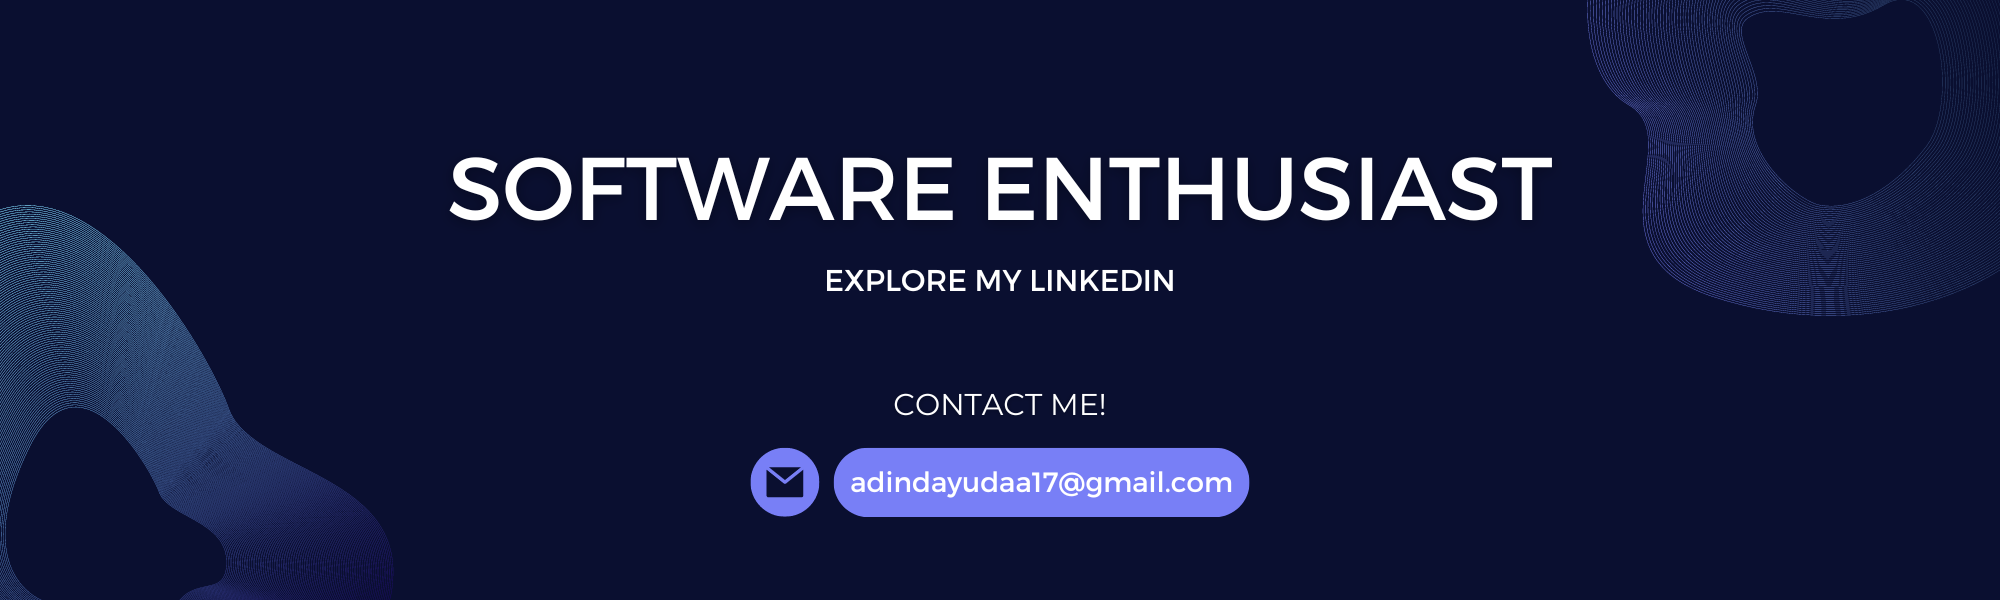 SOFTWARE ENTHUSIAST
EXPLORE MY LINKEDIN
CONTACT ME!
adindayudaa17@gmail.com